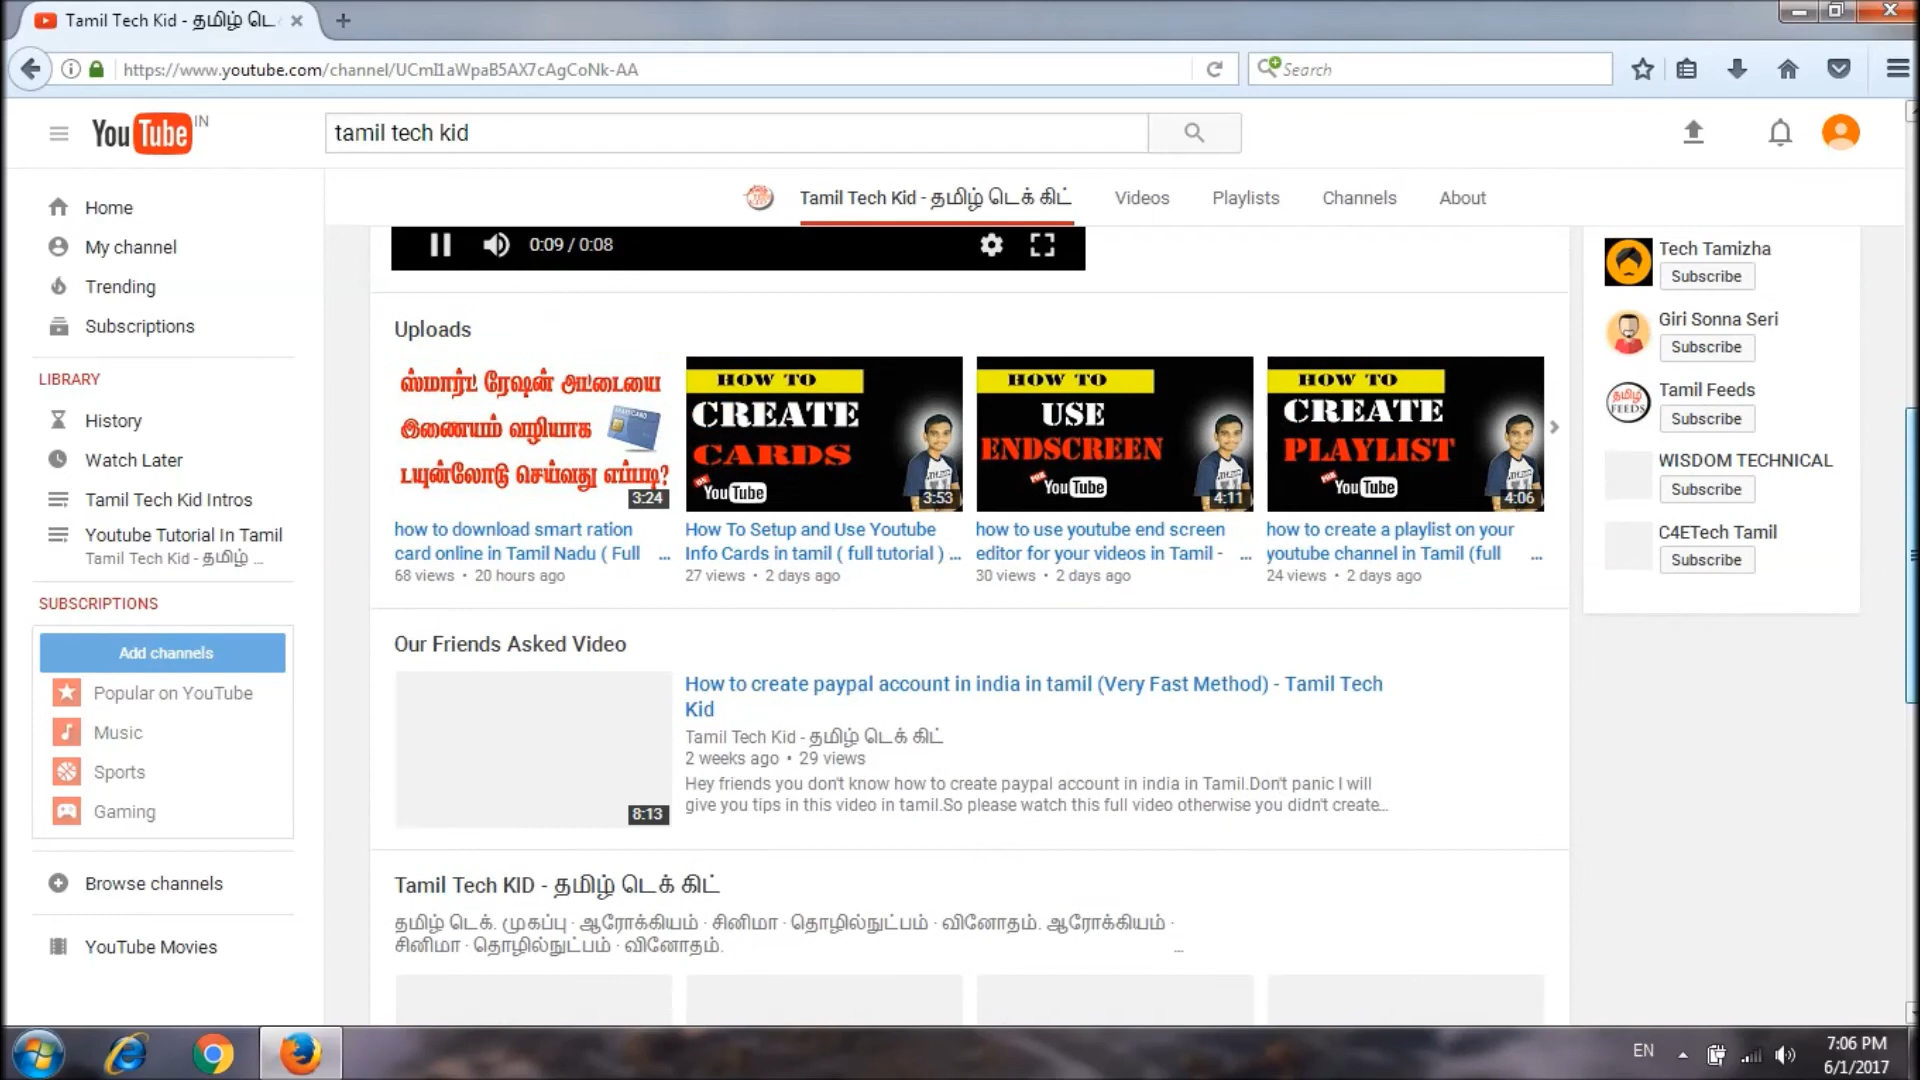 Tamil Tech Kid - தமிழ் டெ
https://www.youtube.com/channel/UCmI1aWpaB5AX7cAgCoNk-AA
Search
YouTube IN
tamil tech kid
Tamil Tech Kid - தமிழ் டெக் கிட்
Videos
Playlists
Channels
About
Home
My channel
Trending
Subscriptions
LIBRARY
History
Watch Later
Tamil Tech Kid Intros
Youtube Tutorial In Tamil
Tamil Tech Kid - தமிழ் ...
SUBSCRIPTIONS
Add channels
Popular on YouTube
Music
Sports
Gaming
Browse channels
YouTube Movies
0:09 / 0:08
Uploads
ஸ்மார்ட் ரேஷன் அட்டையை
இணையம் வழியாக
டயுன்லோடு செய்வது எப்படி?
3:24
how to download smart ration
card online in Tamil Nadu ( Full ...
68 views • 20 hours ago
HOW TO
CREATE
CARDS
FOR
YouTube
3:53
How To Setup and Use Youtube
Info Cards in tamil ( full tutorial ) ...
27 views • 2 days ago
HOW TO
USE
ENDSCREEN
FOR
YouTube
4:11
how to use youtube end screen
editor for your videos in Tamil - ...
30 views • 2 days ago
HOW TO
CREATE
PLAYLIST
FOR
YouTube
4:06
how to create a playlist on your
youtube channel in Tamil (full ...
24 views • 2 days ago
Our Friends Asked Video
8:13
How to create paypal account in india in tamil (Very Fast Method) - Tamil Tech
Kid
Tamil Tech Kid - தமிழ் டெக் கிட்
2 weeks ago • 29 views
Hey friends you don't know how to create paypal account in india in Tamil.Don't panic I will
give you tips in this video in tamil.So please watch this full video otherwise you didn't create...
Tamil Tech KID - தமிழ் டெக் கிட்
தமிழ் டெக். முகப்பு · ஆரோக்கியம் · சினிமா · தொழில்நுட்பம் · வினோதம். ஆரோக்கியம் ·
சினிமா · தொழில்நுட்பம் · வினோதம். ...
Tech Tamizha
Subscribe
Giri Sonna Seri
Subscribe
தமிழ்
FEEDS
Tamil Feeds
Subscribe
WISDOM TECHNICAL
Subscribe
C4ETech Tamil
Subscribe
EN
7:06 PM
6/1/2017